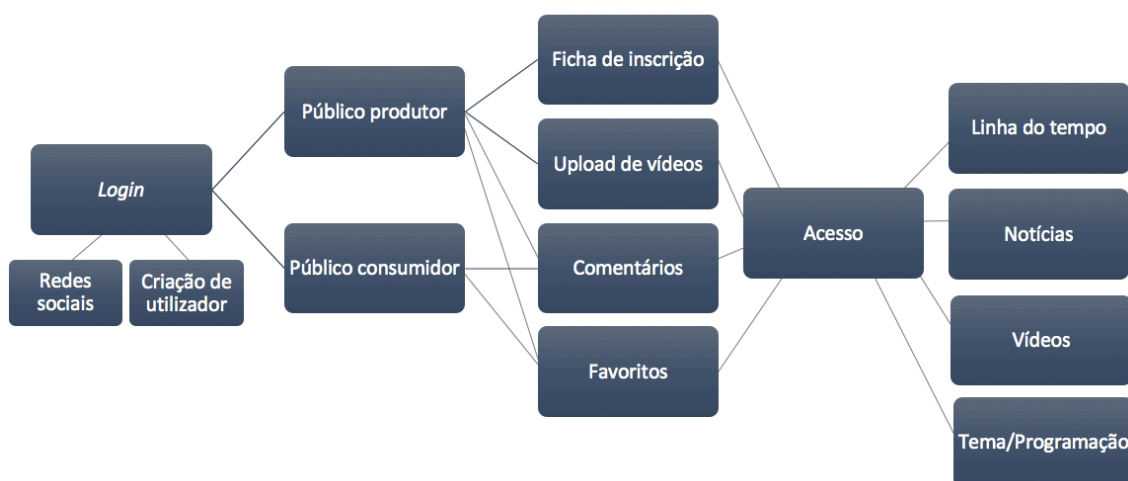 Login
Redes
sociais
Criação de
utilizador
Público produtor
Público consumidor
Ficha de inscrição
Upload de vídeos
Comentários
Favoritos
Acesso
Linha do tempo
Notícias
Vídeos
Tema/Programação